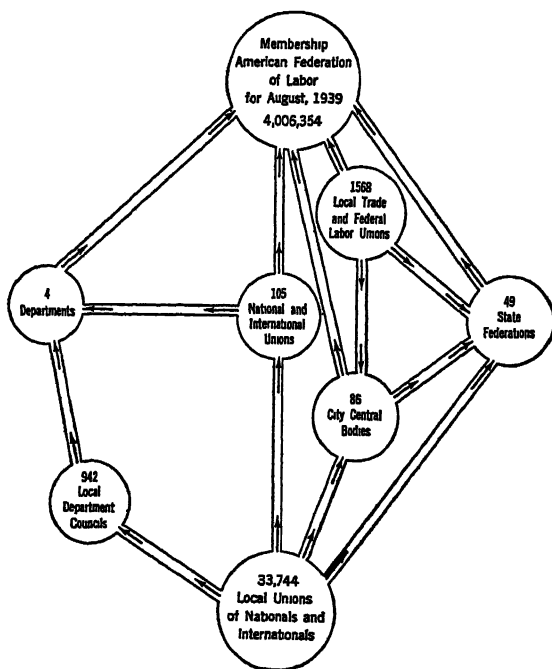 Membership
American Federation
of Labor
for August, 1939
4,006,354
1568
Local Trade
and Federal
Labor Unions
4
Departments
105
National and
International
Unions
49
State
Federations
86
City Central
Bodies
942
Local
Department
Councils
33,744
Local Unions
of Nationals and
Internationals